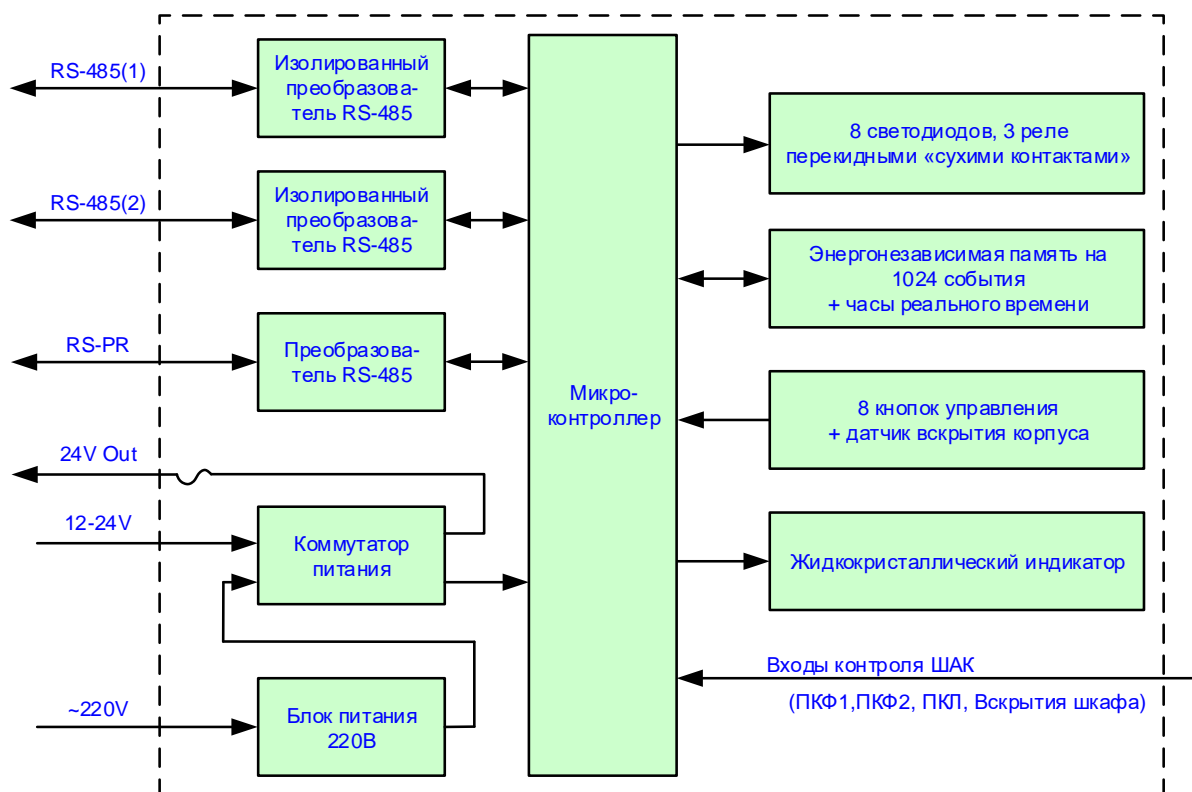 RS-485(1)
Изолированный
преобразова-
тель RS-485
RS-485(2)
Изолированный
преобразова-
тель RS-485
RS-PR
Преобразова-
тель RS-485
24V Out
12-24V
Коммутатор
питания
~220V
Блок питания
220В
Микро-
контроллер
8 светодиодов, 3 реле
перекидными «сухими контактами»
Энергонезависимая память на
1024 события
+ часы реального времени
8 кнопок управления
+ датчик вскрытия корпуса
Жидкокристаллический индикатор
Входы контроля ШАК
(ПКФ1,ПКФ2, ПКЛ, Вскрытия шкафа)